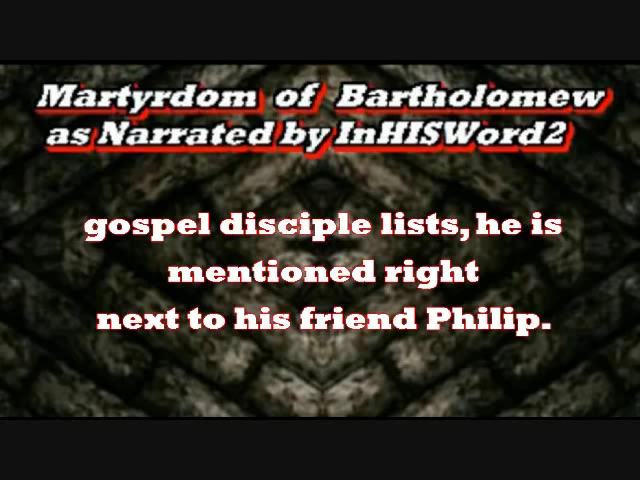 Martyrdom of Bartholomew
as Narrated by InHISWord2
gospel disciple lists, he is
mentioned right
next to his friend Philip.